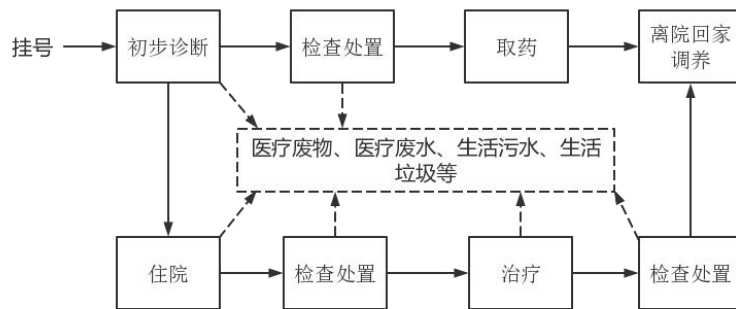 挂号
初步诊断
检查处置
取药
离院回家
调养
医疗废物、医疗废水、生活污水、生活
垃圾等
住院
检查处置
治疗
检查处置